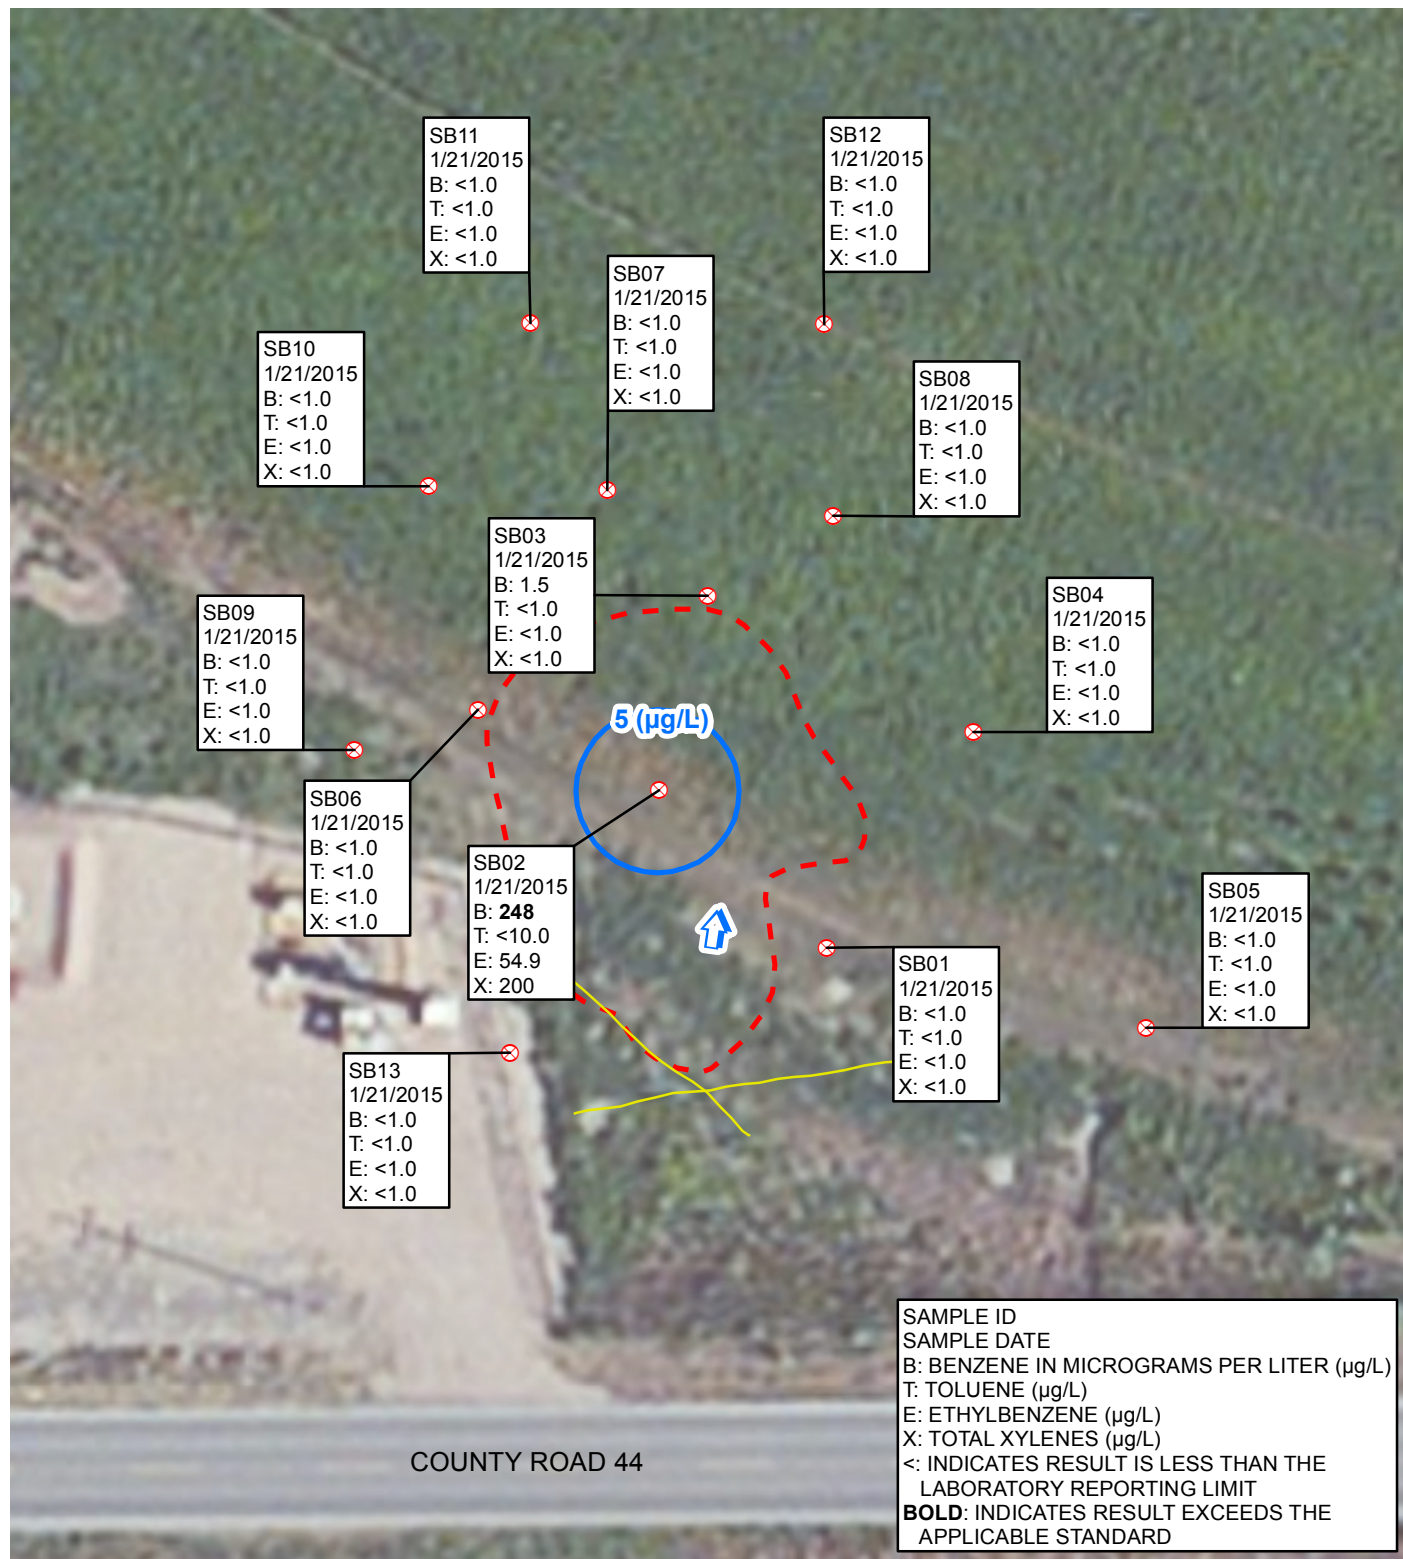 SB11
1/21/2015
B: <1.0
T: <1.0
E: <1.0
X: <1.0
SB12
1/21/2015
B: <1.0
T: <1.0
E: <1.0
X: <1.0
SB07
1/21/2015
B: <1.0
T: <1.0
E: <1.0
X: <1.0
SB10
1/21/2015
B: <1.0
T: <1.0
E: <1.0
X: <1.0
SB08
1/21/2015
B: <1.0
T: <1.0
E: <1.0
X: <1.0
SB03
1/21/2015
B: 1.5
T: <1.0
E: <1.0
X: <1.0
SB04
1/21/2015
B: <1.0
T: <1.0
E: <1.0
X: <1.0
SB09
1/21/2015
B: <1.0
T: <1.0
E: <1.0
X: <1.0
5 (µg/L)
SB06
1/21/2015
B: <1.0
T: <1.0
E: <1.0
X: <1.0
SB02
1/21/2015
B: 248
T: <10.0
E: 54.9
X: 200
SB05
1/21/2015
B: <1.0
T: <1.0
E: <1.0
X: <1.0
SB01
1/21/2015
B: <1.0
T: <1.0
E: <1.0
X: <1.0
SB13
1/21/2015
B: <1.0
T: <1.0
E: <1.0
X: <1.0
SAMPLE ID
SAMPLE DATE
B: BENZENE IN MICROGRAMS PER LITER (µg/L)
T: TOLUENE (µg/L)
E: ETHYLBENZENE (µg/L)
X: TOTAL XYLENES (µg/L)
<: INDICATES RESULT IS LESS THAN THE
LABORATORY REPORTING LIMIT
BOLD: INDICATES RESULT EXCEEDS THE
APPLICABLE STANDARD
COUNTY ROAD 44